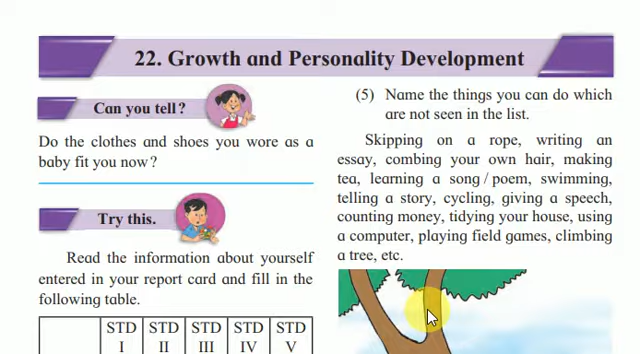 22. Growth and Personality Development
Can you tell?
Do the clothes and shoes you wore as a
baby fit you now?
Try this.
Read the information about yourself
entered in your report card and fill in the
following table.
STD STD STD STD STD
I II III IV V
(5) Name the things you can do which
are not seen in the list.
Skipping on a rope, writing an
essay, combing your own hair, making
tea, learning a song / poem, swimming,
telling a story, cycling, giving a speech,
counting money, tidying your house, using
a computer, playing field games, climbing
a tree, etc.